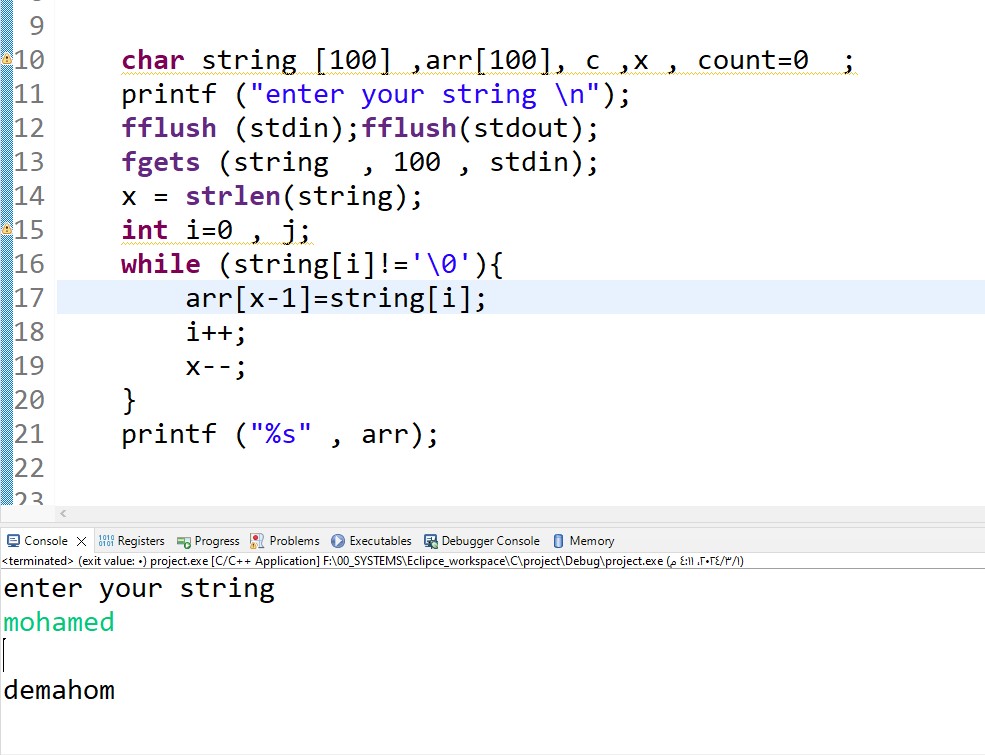 9
10 char string [100] ,arr[100], c ,x , count=0 ;
11 printf ("enter your string \n");
12 fflush (stdin);fflush(stdout);
13 fgets (string , 100 , stdin);
14 x = strlen(string);
15 int i=0 , j;
16 while (string[i]!='\0'){
17 arr[x-1]=string[i];
18 i++;
19 x--;
20 }
21 printf ("%s" , arr);
22
23
Console Registers Progress Problems Executables Debugger Console Memory
<terminated> (exit value: ٠) project.exe [C/C++ Application] F:\00_SYSTEMS\Eclipce_workspace\C\project\Debug\project.exe (٢٠٢٤/٣/١، ٤:١١ م)
enter your string
mohamed
demahom